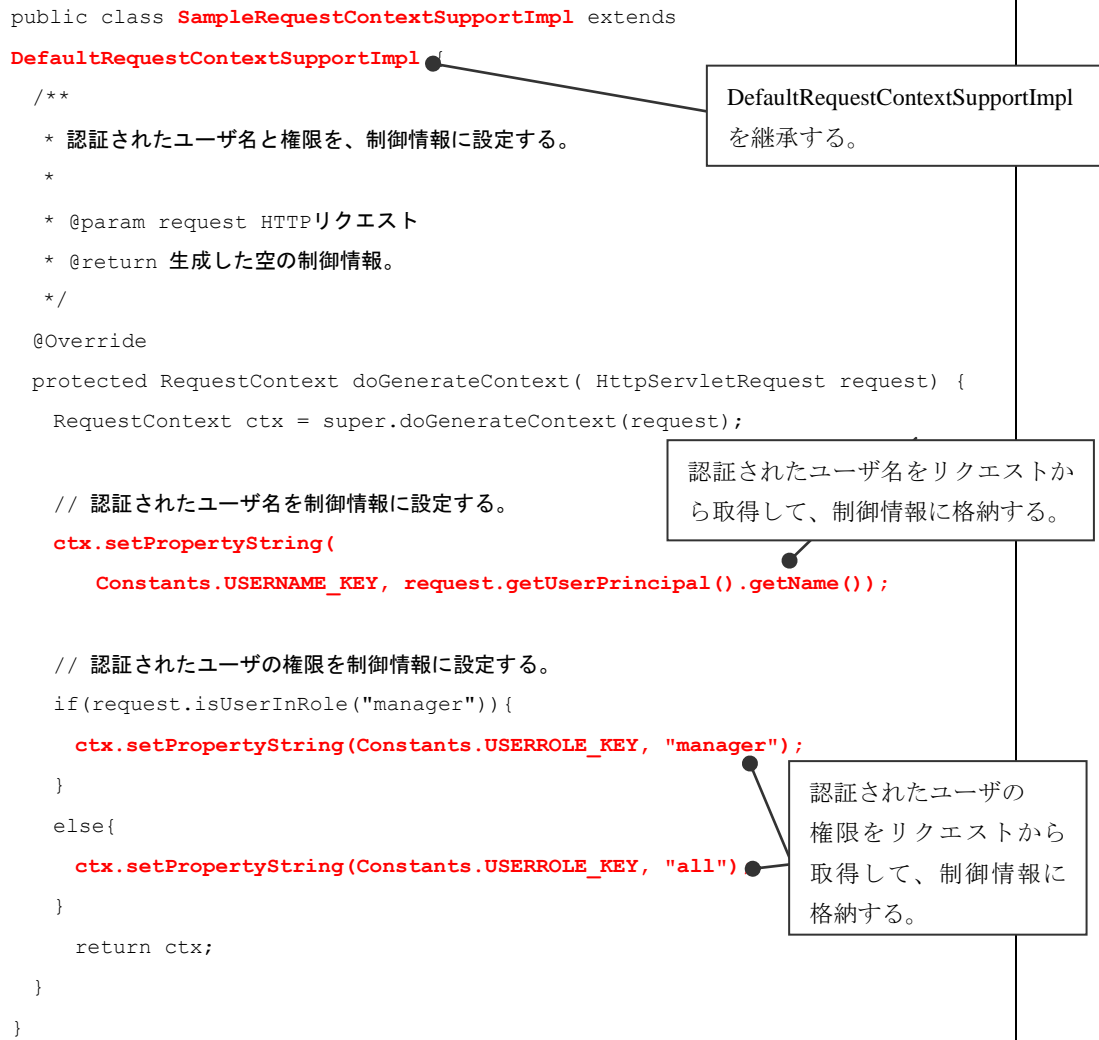 public class SampleRequestContextSupportImpl extends
DefaultRequestContextSupportImpl {
/**
* 認証されたユーザ名と権限を、制御情報に設定する。
*
* @param request HTTPリクエスト
* @return 生成した空の制御情報。
*/
@Override
protected RequestContext doGenerateContext( HttpServletRequest request) {
RequestContext ctx = super.doGenerateContext(request);
// 認証されたユーザ名を制御情報に設定する。
ctx.setPropertyString(
Constants.USERNAME_KEY, request.getUserPrincipal().getName());
// 認証されたユーザの権限を制御情報に設定する。
if(request.isUserInRole("manager")){
ctx.setPropertyString(Constants.USERROLE_KEY, "manager");
}
else{
ctx.setPropertyString(Constants.USERROLE_KEY, "all")
}
return ctx;
}
}
DefaultRequestContextSupportImpl
を継承する。
認証されたユーザ名をリクエストか
ら取得して、制御情報に格納する。
認証されたユーザの
権限をリクエストから
取得して、制御情報に
格納する。